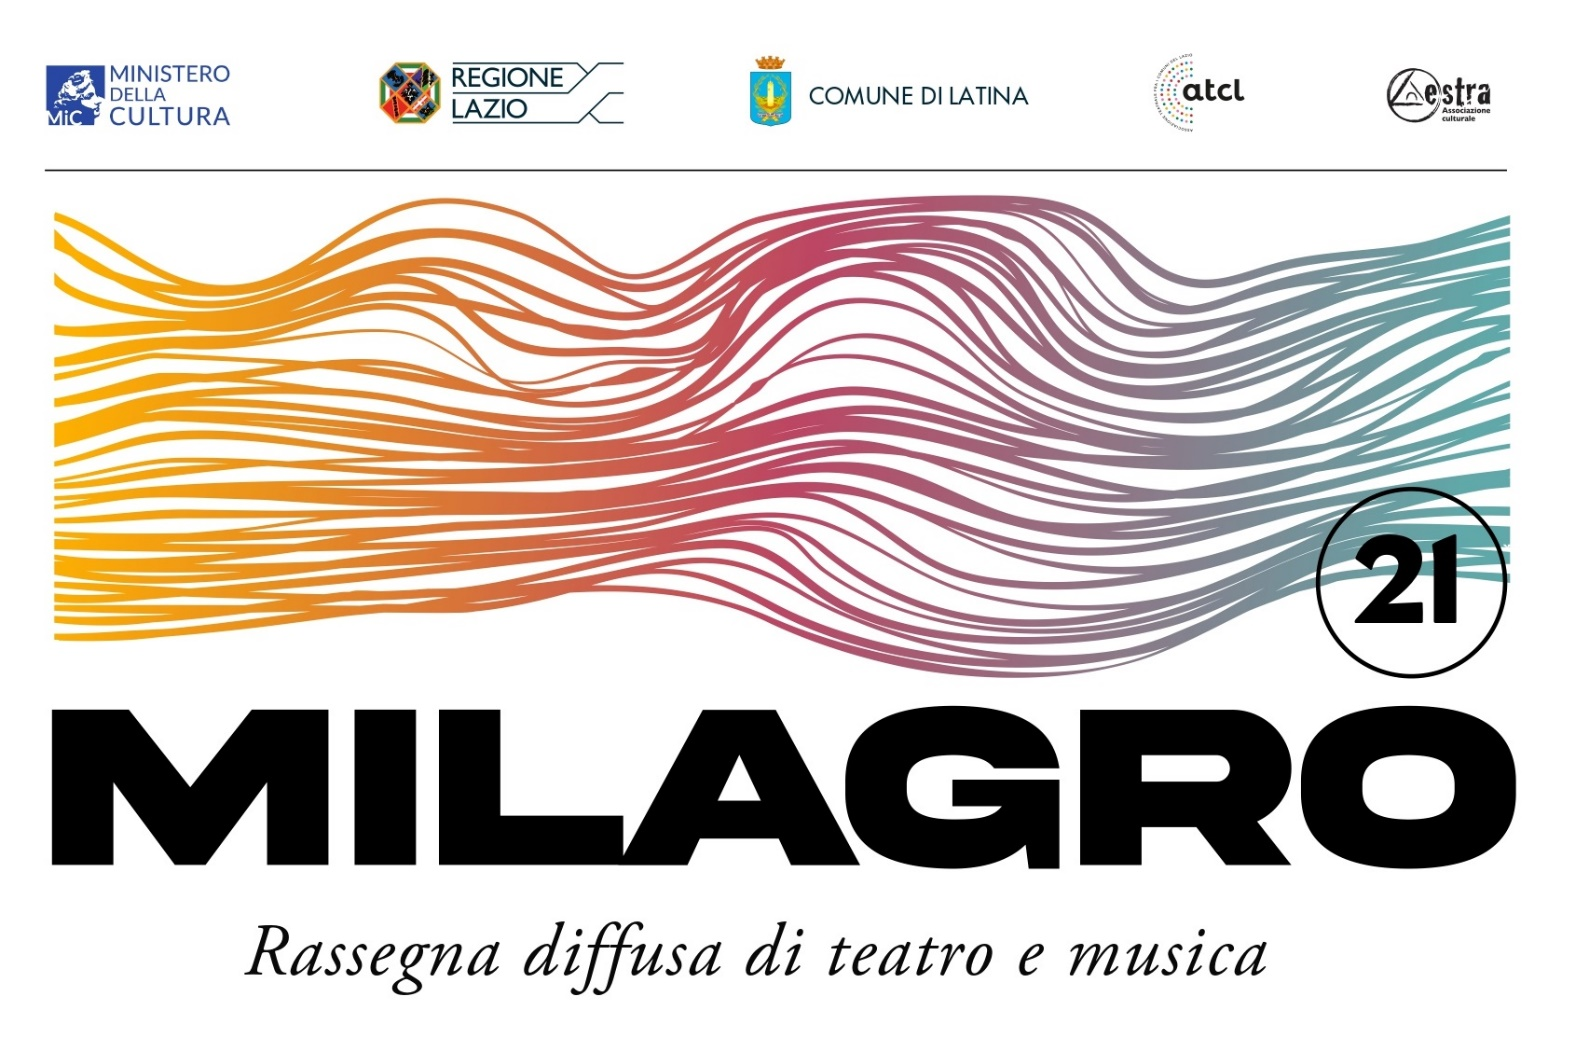 MiC
MINISTERO
DELLA
CULTURA
REGIONE
LAZIO
COMUNE DI LATINA
atcl
estra
Associazione
culturale
21
MILAGRO
Rassegna diffusa di teatro e musica